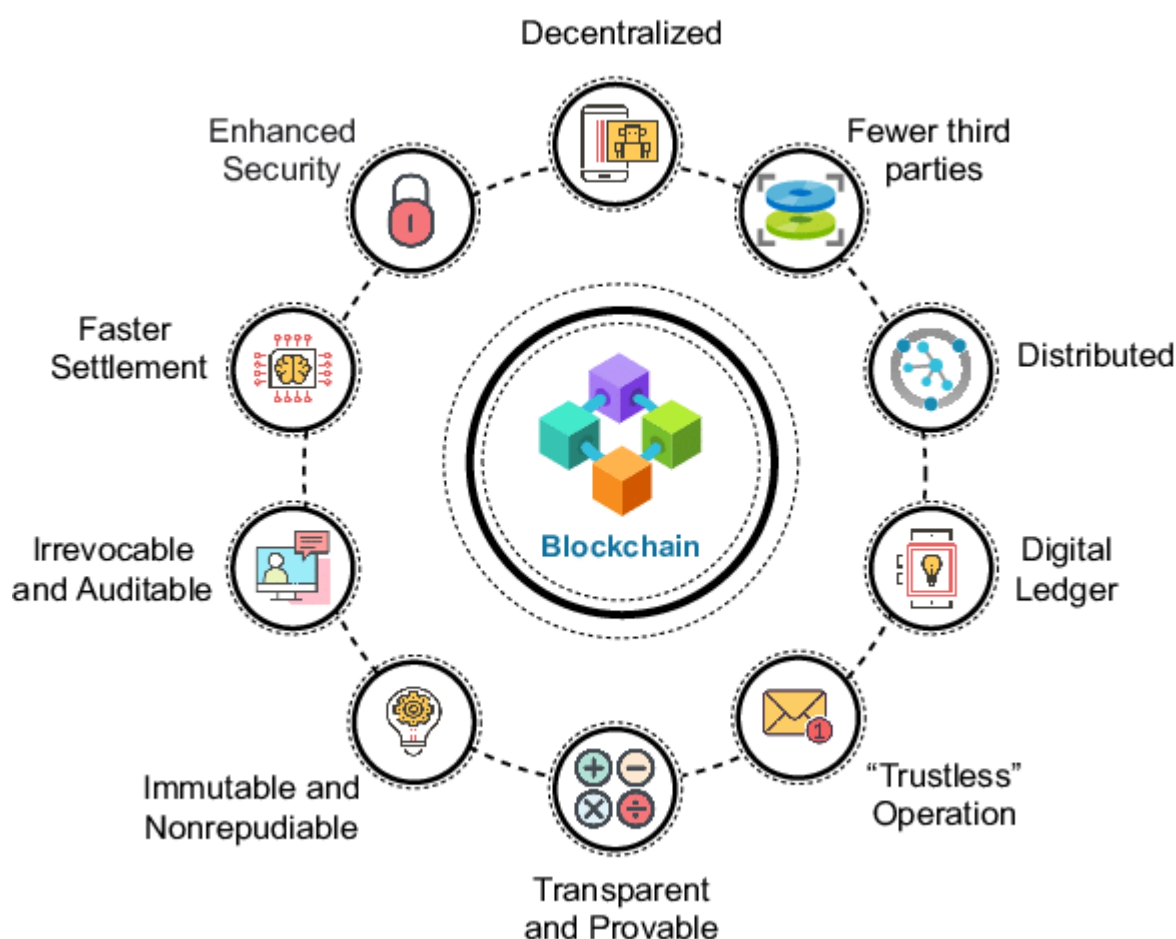 Decentralized
Fewer third
parties
Distributed
Digital
Ledger
“Trustless”
Operation
1
Transparent
and Provable
Immutable and
Nonrepudiable
Irrevocable
and Auditable
Faster
Settlement
Enhanced
Security
Blockchain